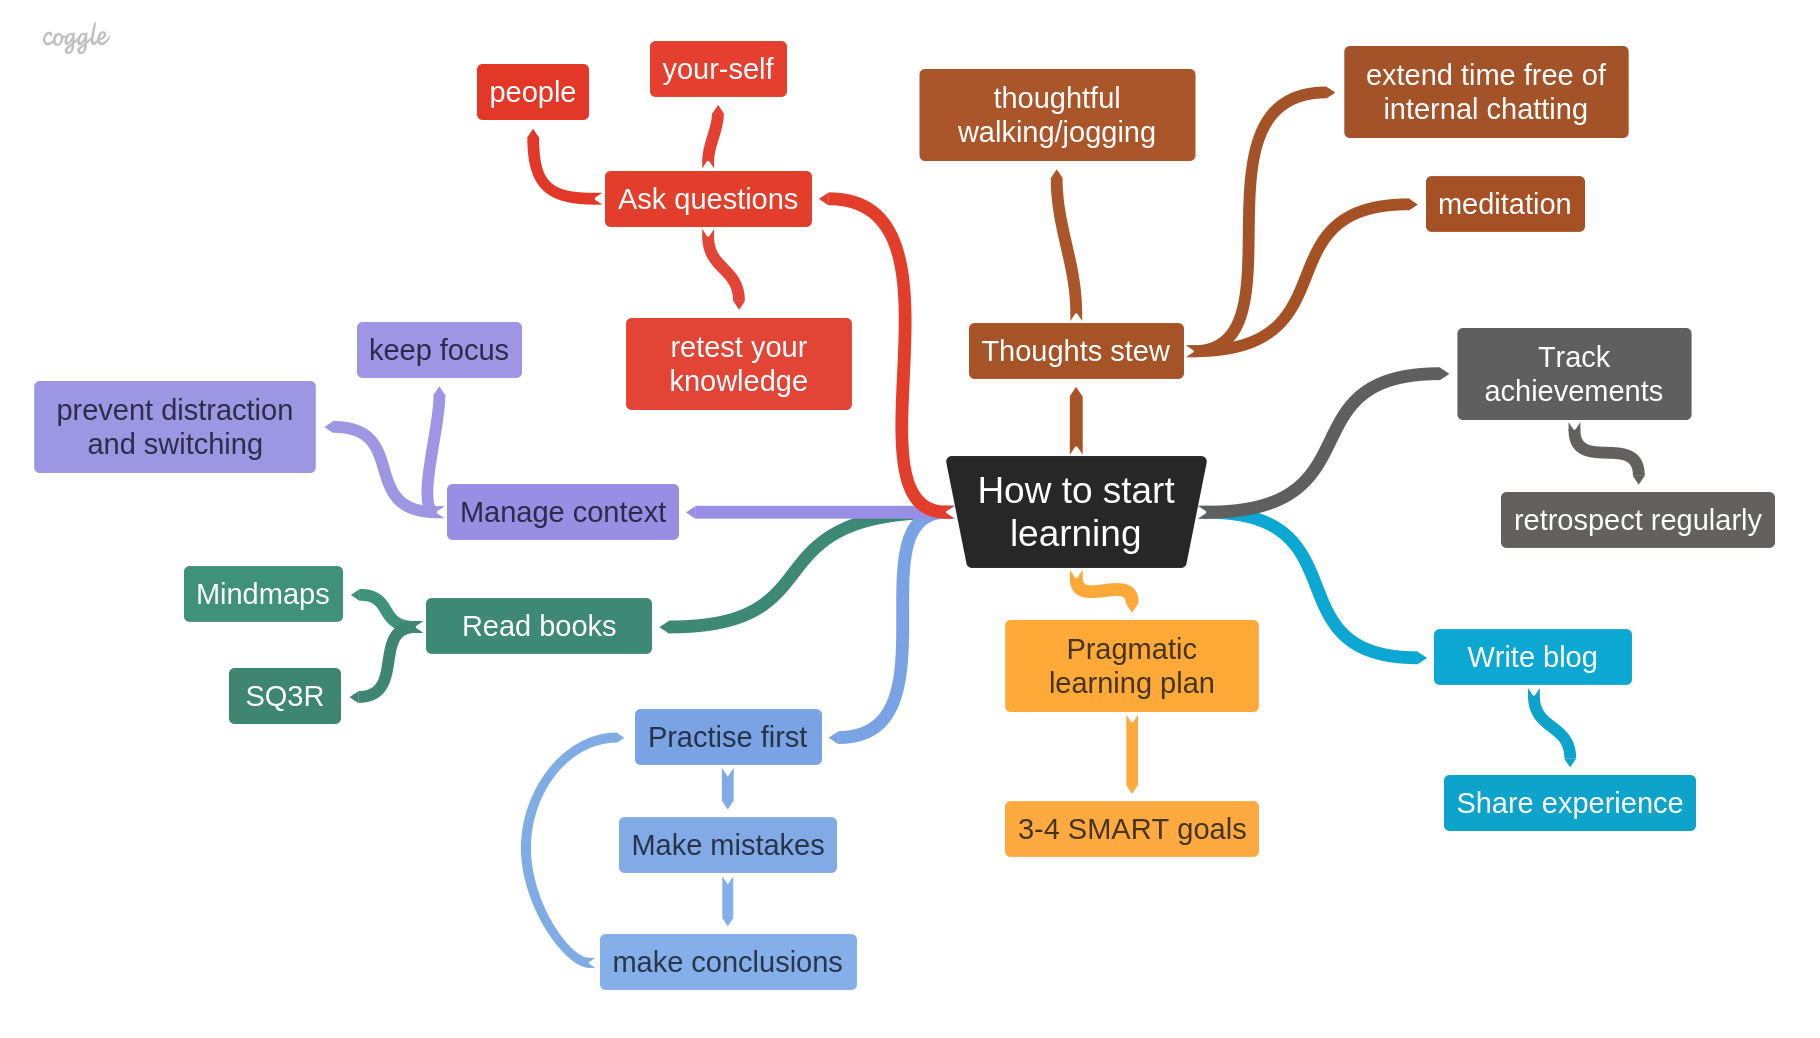 coggle
people
your-self
Ask questions
retest your
knowledge
thoughtful
walking/jogging
extend time free of
internal chatting
meditation
Thoughts stew
keep focus
prevent distraction
and switching
Manage context
How to start
learning
Track
achievements
retrospect regularly
Mindmaps
Read books
SQ3R
Practise first
Make mistakes
make conclusions
Pragmatic
learning plan
3-4 SMART goals
Write blog
Share experience